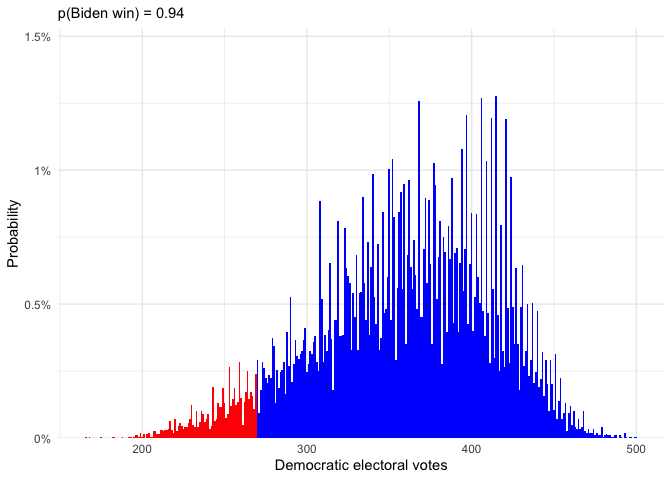 p(Biden win) = 0.94
1.5%
1%
0.5%
0%
Probability
200
300
400
500
Democratic electoral votes